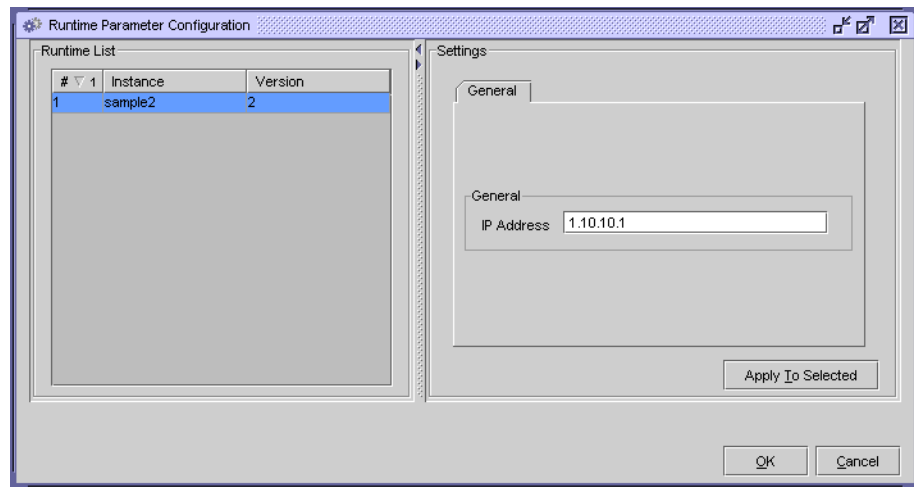 Runtime Parameter Configuration
Runtime List
# 1 Instance Version
1 sample2 2
Settings
General
General
IP Address 1.10.10.1
Apply To Selected
OK Cancel